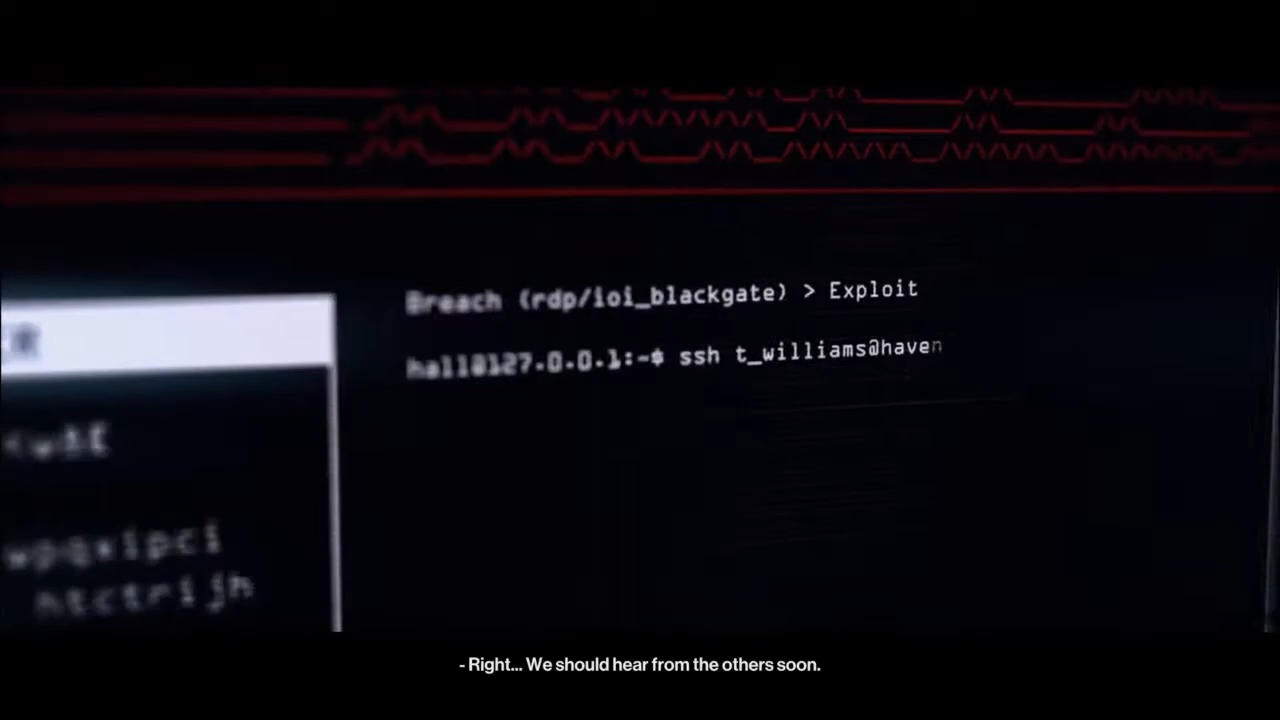 Breach (rdp/ioi_blackgate) > Exploit
hall@127.0.0.1:~$ ssh t_williams@haven
- Right... We should hear from the others soon.